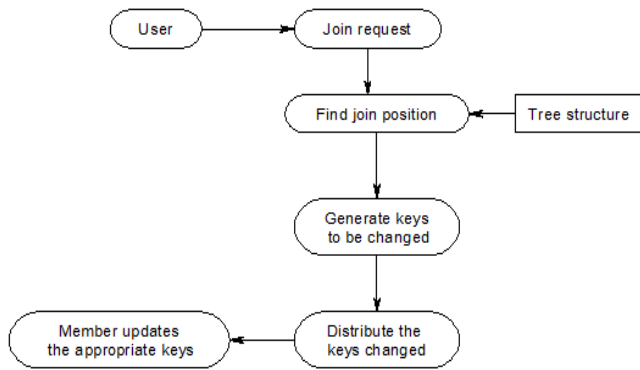 User
Join request
Find join position
Tree structure
Generate keys
to be changed
Member updates
the appropriate keys
Distribute the
keys changed